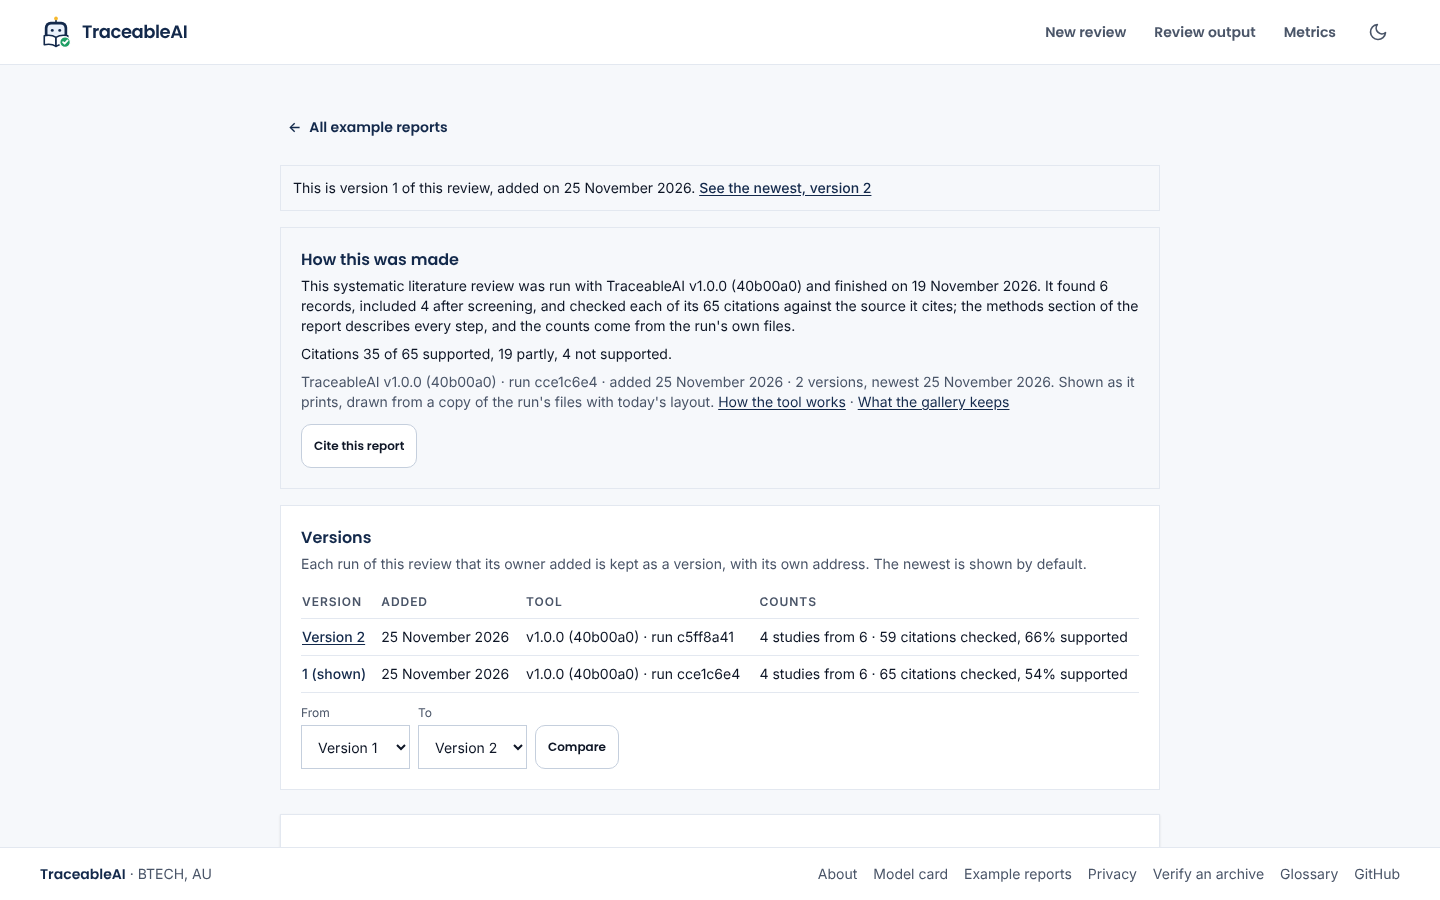 TraceableAI
New review
Review output
Metrics
← All example reports
This is version 1 of this review, added on 25 November 2026. See the newest, version 2
How this was made
This systematic literature review was run with TraceableAI v1.0.0 (40b00a0) and finished on 19 November 2026. It found 6
records, included 4 after screening, and checked each of its 65 citations against the source it cites; the methods section of the
report describes every step, and the counts come from the run's own files.
Citations 35 of 65 supported, 19 partly, 4 not supported.
TraceableAI v1.0.0 (40b00a0) · run cce1c6e4 · added 25 November 2026 · 2 versions, newest 25 November 2026. Shown as it
prints, drawn from a copy of the run's files with today's layout. How the tool works · What the gallery keeps
Cite this report
Versions
Each run of this review that its owner added is kept as a version, with its own address. The newest is shown by default.
VERSION ADDED TOOL COUNTS
Version 2 25 November 2026 v1.0.0 (40b00a0) · run c5ff8a41 4 studies from 6 · 59 citations checked, 66% supported
1 (shown) 25 November 2026 v1.0.0 (40b00a0) · run cce1c6e4 4 studies from 6 · 65 citations checked, 54% supported
From To
Version 1 Version 2 Compare
TraceableAI · BTECH, AU
About Model card Example reports Privacy Verify an archive Glossary GitHub